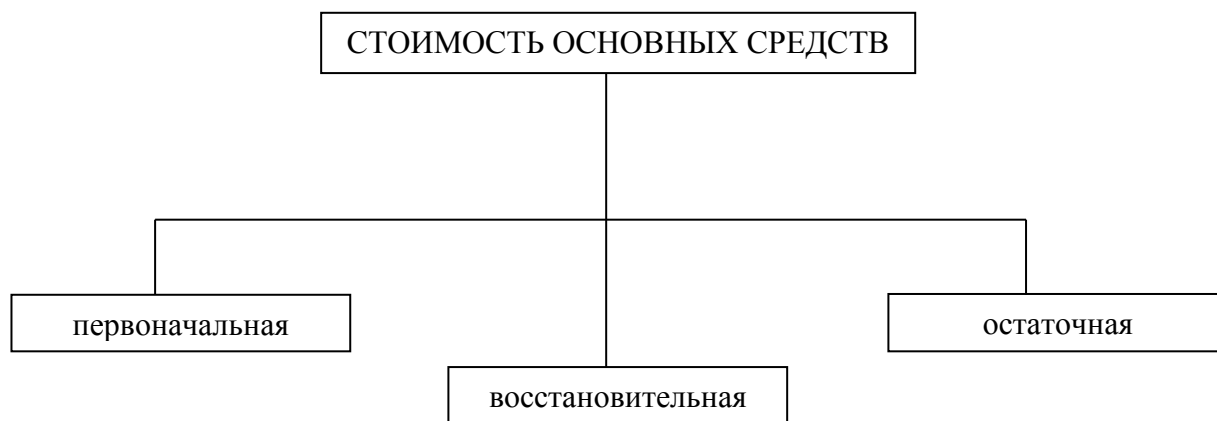 СТОИМОСТЬ ОСНОВНЫХ СРЕДСТВ
первоначальная
остаточная
восстановительная